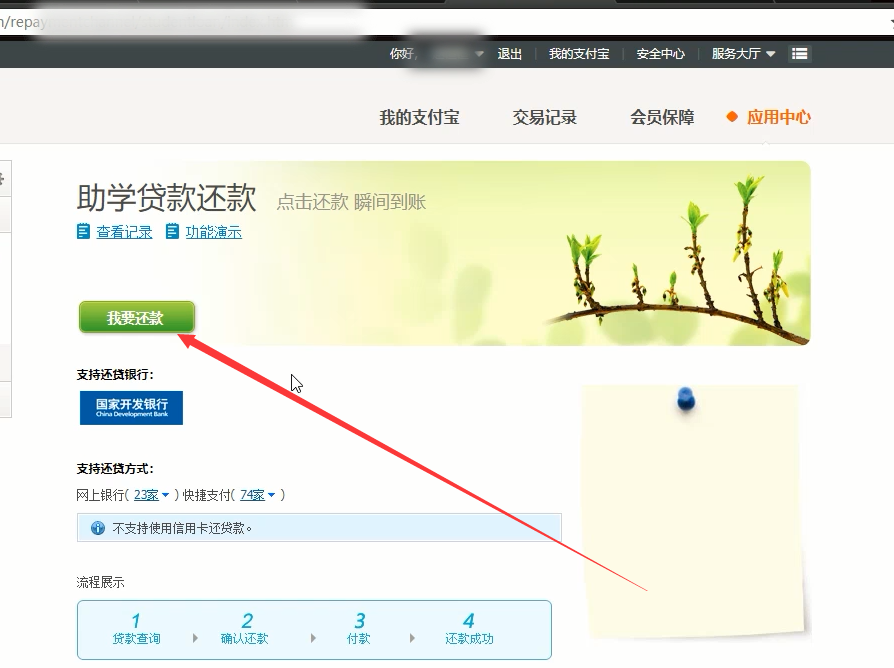 /repay
你好,
退出
我的支付宝
安全中心
服务大厅
我的支付宝
交易记录
会员保障
应用中心
助学贷款还款
点击还款 瞬间到账
查看记录
功能演示
我要还款
支持还贷银行:
国家开发银行
China Development Bank
支持还贷方式:
网上银行( 23家 ) 快捷支付( 74家 )
不支持使用信用卡还贷款。
流程展示
1
2
3
4
贷款查询
确认还款
付款
还款成功